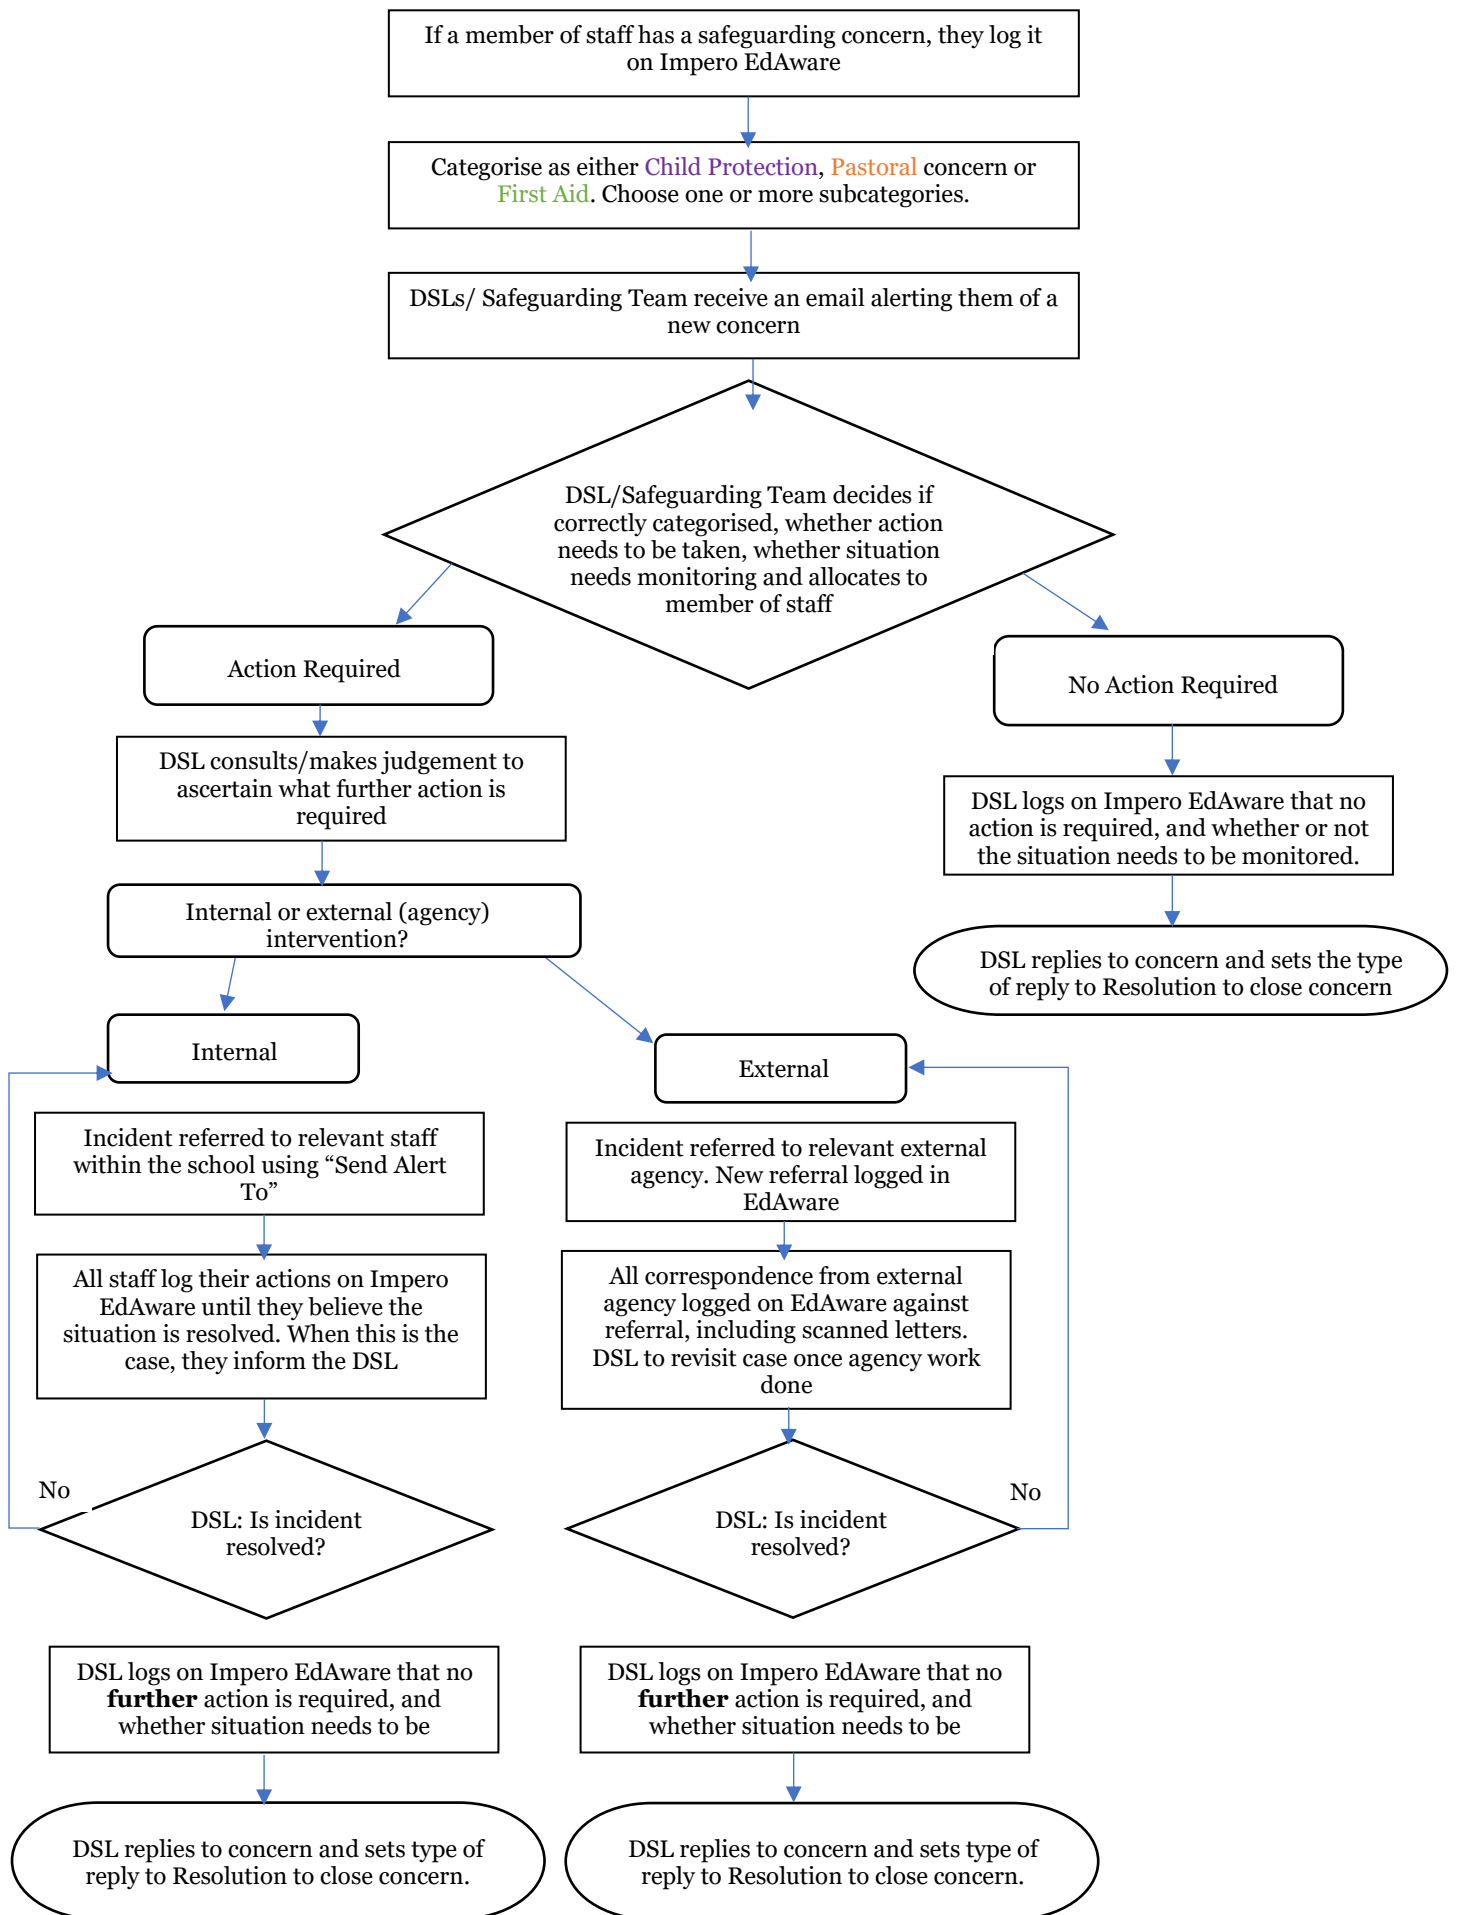 If a member of staff has a safeguarding concern, they log it
on Impero EdAware
Categorise as either Child Protection, Pastoral concern or
First Aid. Choose one or more subcategories.
DSLs/ Safeguarding Team receive an email alerting them of a
new concern
DSL/Safeguarding Team decides if
correctly categorised, whether action
needs to be taken, whether situation
needs monitoring and allocates to
member of staff
Action Required
No Action Required
DSL consults/makes judgement to
ascertain what further action is
required
DSL logs on Impero EdAware that no
action is required, and whether or not
the situation needs to be monitored.
Internal or external (agency)
intervention?
DSL replies to concern and sets the type
of reply to Resolution to close concern
Internal
External
Incident referred to relevant staff
within the school using “Send Alert
To”
Incident referred to relevant external
agency. New referral logged in
EdAware
All staff log their actions on Impero
EdAware until they believe the
situation is resolved. When this is the
case, they inform the DSL
All correspondence from external
agency logged on EdAware against
referral, including scanned letters.
DSL to revisit case once agency work
done
No
DSL: Is incident
resolved?
No
DSL: Is incident
resolved?
DSL logs on Impero EdAware that no
further action is required, and
whether situation needs to be
DSL logs on Impero EdAware that no
further action is required, and
whether situation needs to be
DSL replies to concern and sets type of
reply to Resolution to close concern.
DSL replies to concern and sets type of
reply to Resolution to close concern.